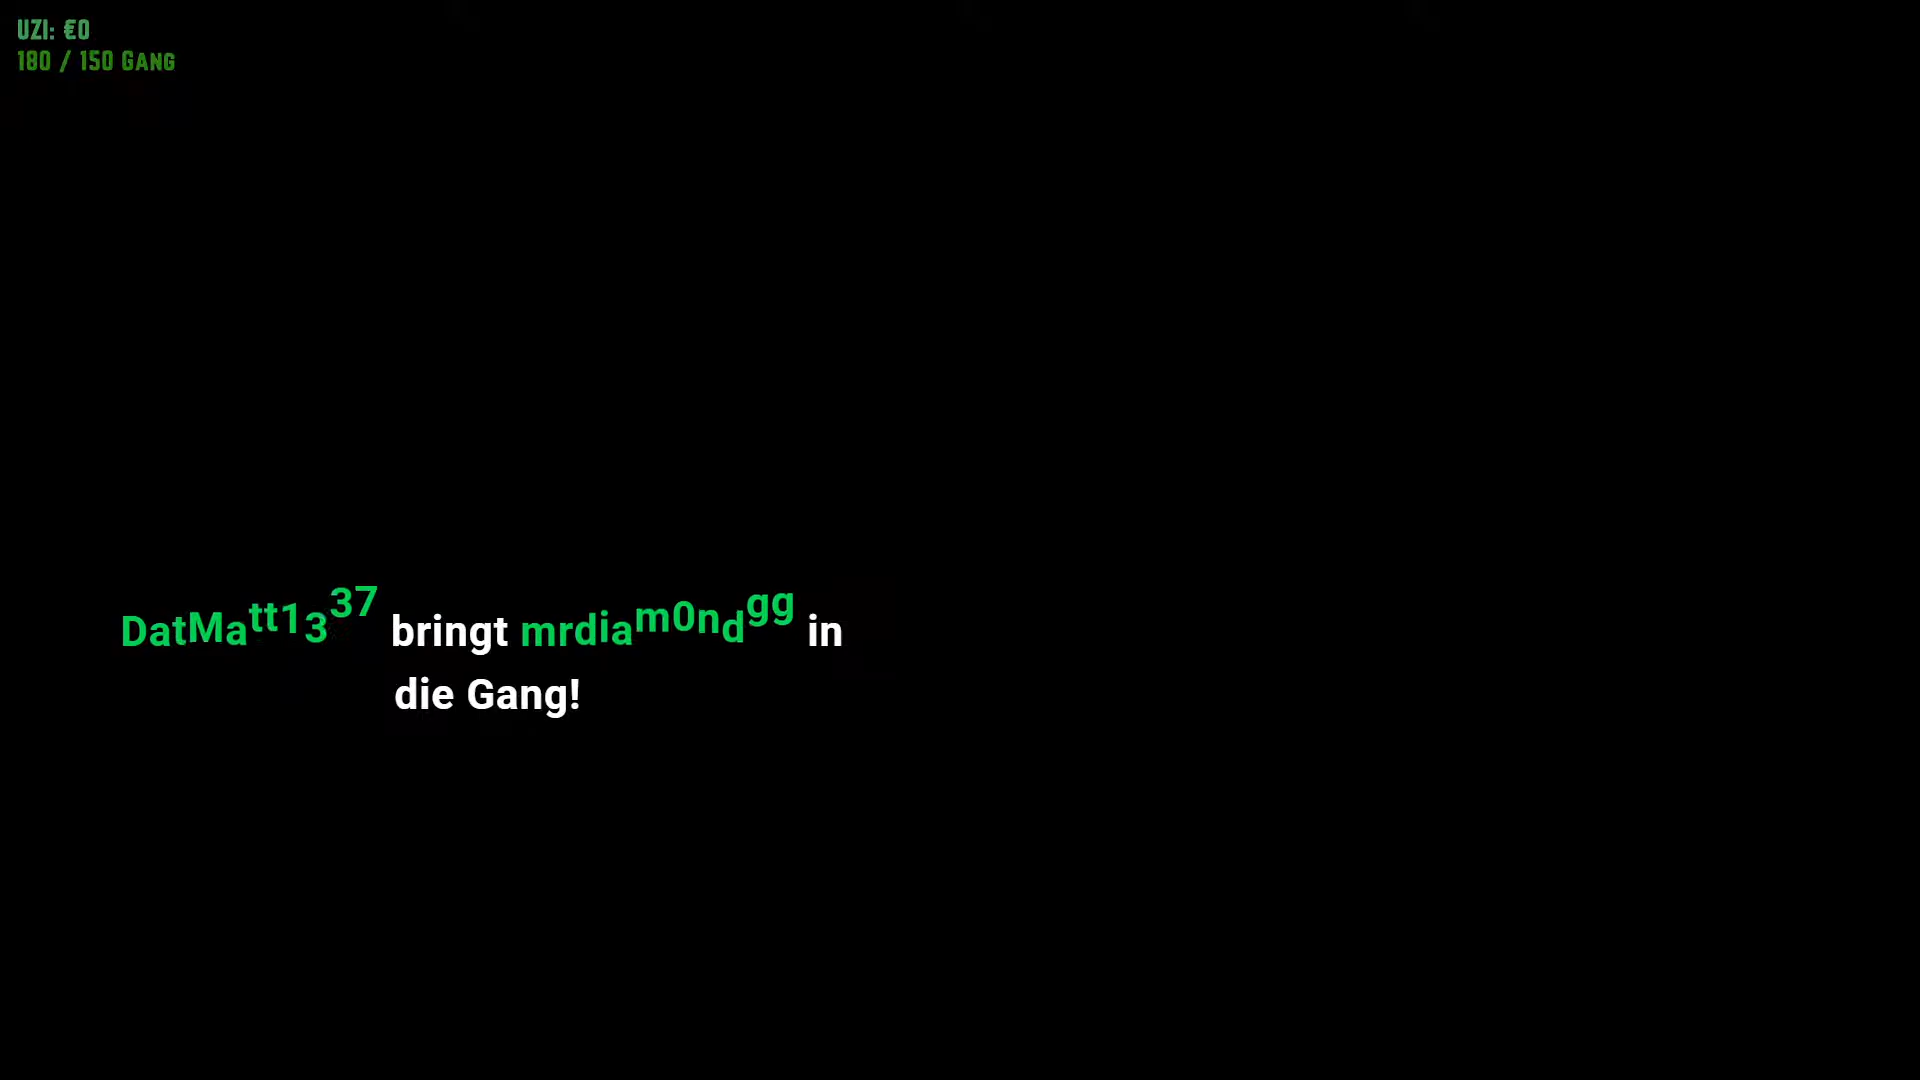 UZI: €0
180 / 150 Gang
DatMatt1337 bringt mrdiam0ndgg in
die Gang!